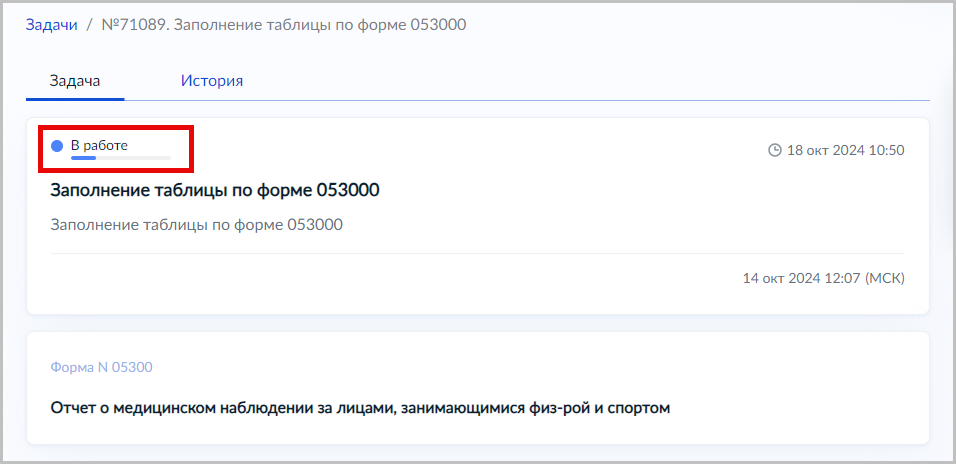 Задачи / №71089. Заполнение таблицы по форме 053000
Задача История
В работе
18 окт 2024 10:50
Заполнение таблицы по форме 053000
Заполнение таблицы по форме 053000
14 окт 2024 12:07 (МСК)
Форма N 05300
Отчет о медицинском наблюдении за лицами, занимающимися физ-рой и спортом